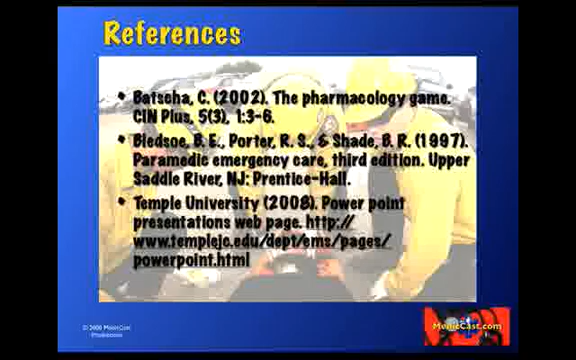 References
• Batscha, C. (2002). The pharmacology game.
CIN Plus, 5(3), 1:3-6.
• Bledsoe, B. E., Porter, R. S., & Shade, B. R. (1997).
Paramedic emergency care, third edition. Upper
Saddle River, NJ: Prentice-Hall.
• Temple University (2008). Power point
presentations web page. http://
www.templejc.edu/dept/ems/pages/
powerpoint.html
MedicCast.com